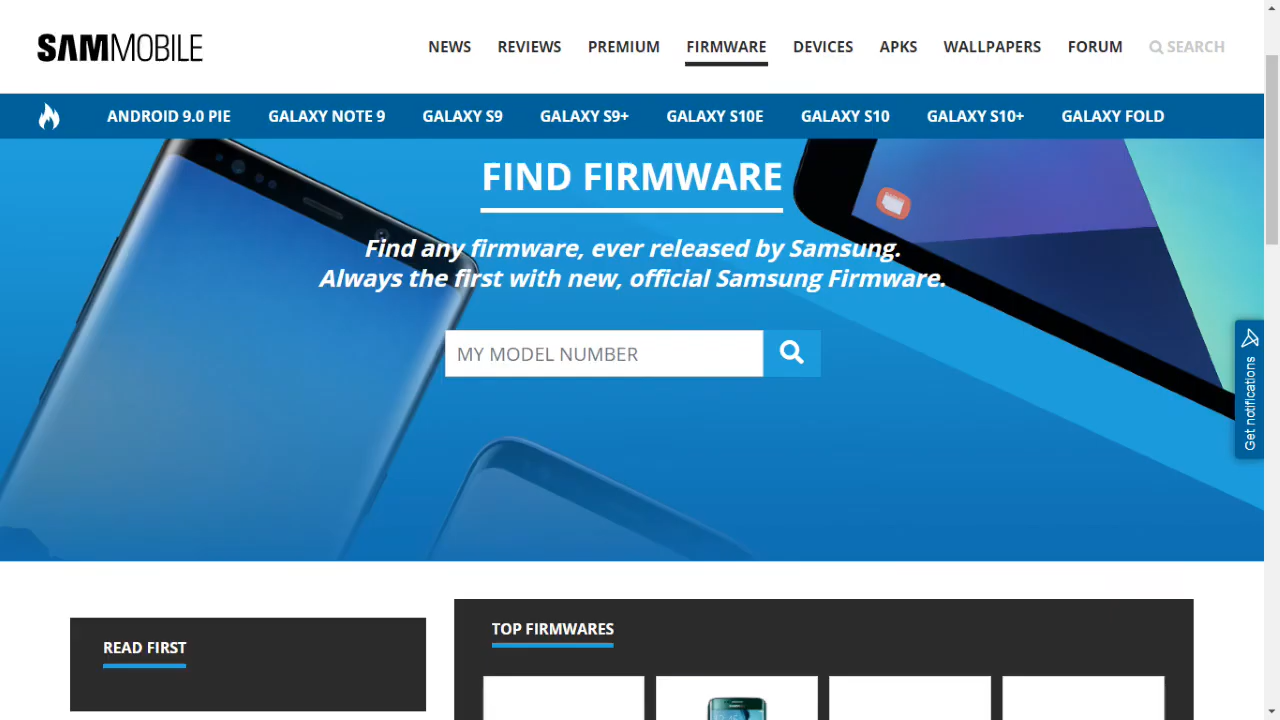 SAMMOBILE
NEWS REVIEWS PREMIUM FIRMWARE DEVICES APKS WALLPAPERS FORUM SEARCH
ANDROID 9.0 PIE GALAXY NOTE 9 GALAXY S9 GALAXY S9+ GALAXY S10E GALAXY S10 GALAXY S10+ GALAXY FOLD
FIND FIRMWARE
Find any firmware, ever released by Samsung.
Always the first with new, official Samsung Firmware.
MY MODEL NUMBER
Get notifications
READ FIRST
TOP FIRMWARES